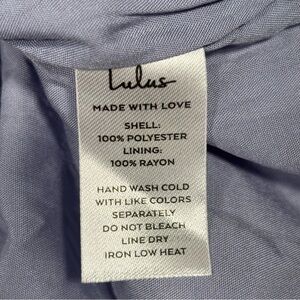 Lulus
MADE WITH LOVE
SHELL:
100% POLYESTER
LINING:
100% RAYON
HAND WASH COLD
WITH LIKE COLORS
SEPARATELY
DO NOT BLEACH
LINE DRY
IRON LOW HEAT